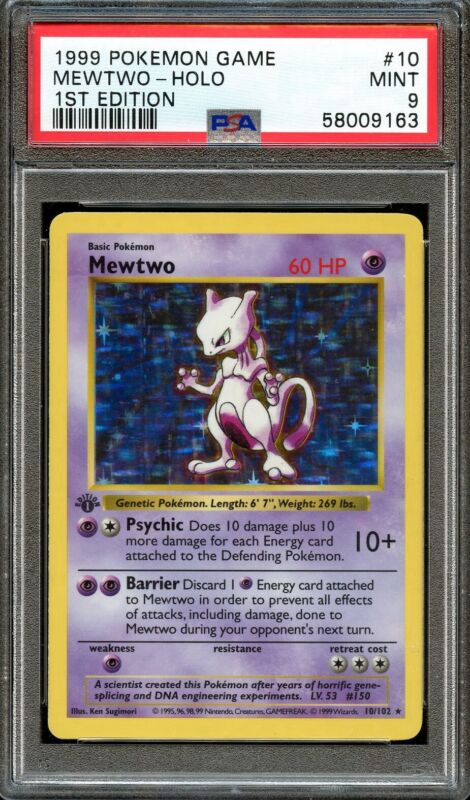 1999 POKEMON GAME #10
MEWTWO - HOLO MINT
1ST EDITION 9
PSA 58009163
Basic Pokémon
Mewtwo 60 HP
EDITION 1
Genetic Pokémon. Length: 6' 7", Weight: 269 lbs.
Psychic Does 10 damage plus 10
more damage for each Energy card
attached to the Defending Pokémon.
10+
Barrier Discard 1 Energy card attached
to Mewtwo in order to prevent all effects
of attacks, including damage, done to
Mewtwo during your opponent's next turn.
weakness resistance retreat cost
A scientist created this Pokémon after years of horrific gene-
splicing and DNA engineering experiments. LV. 53 #150
Illus. Ken Sugimori ©1995, 96, 98, 99 Nintendo, Creatures, GAMEFREAK. ©1999 Wizards. 10/102 ★